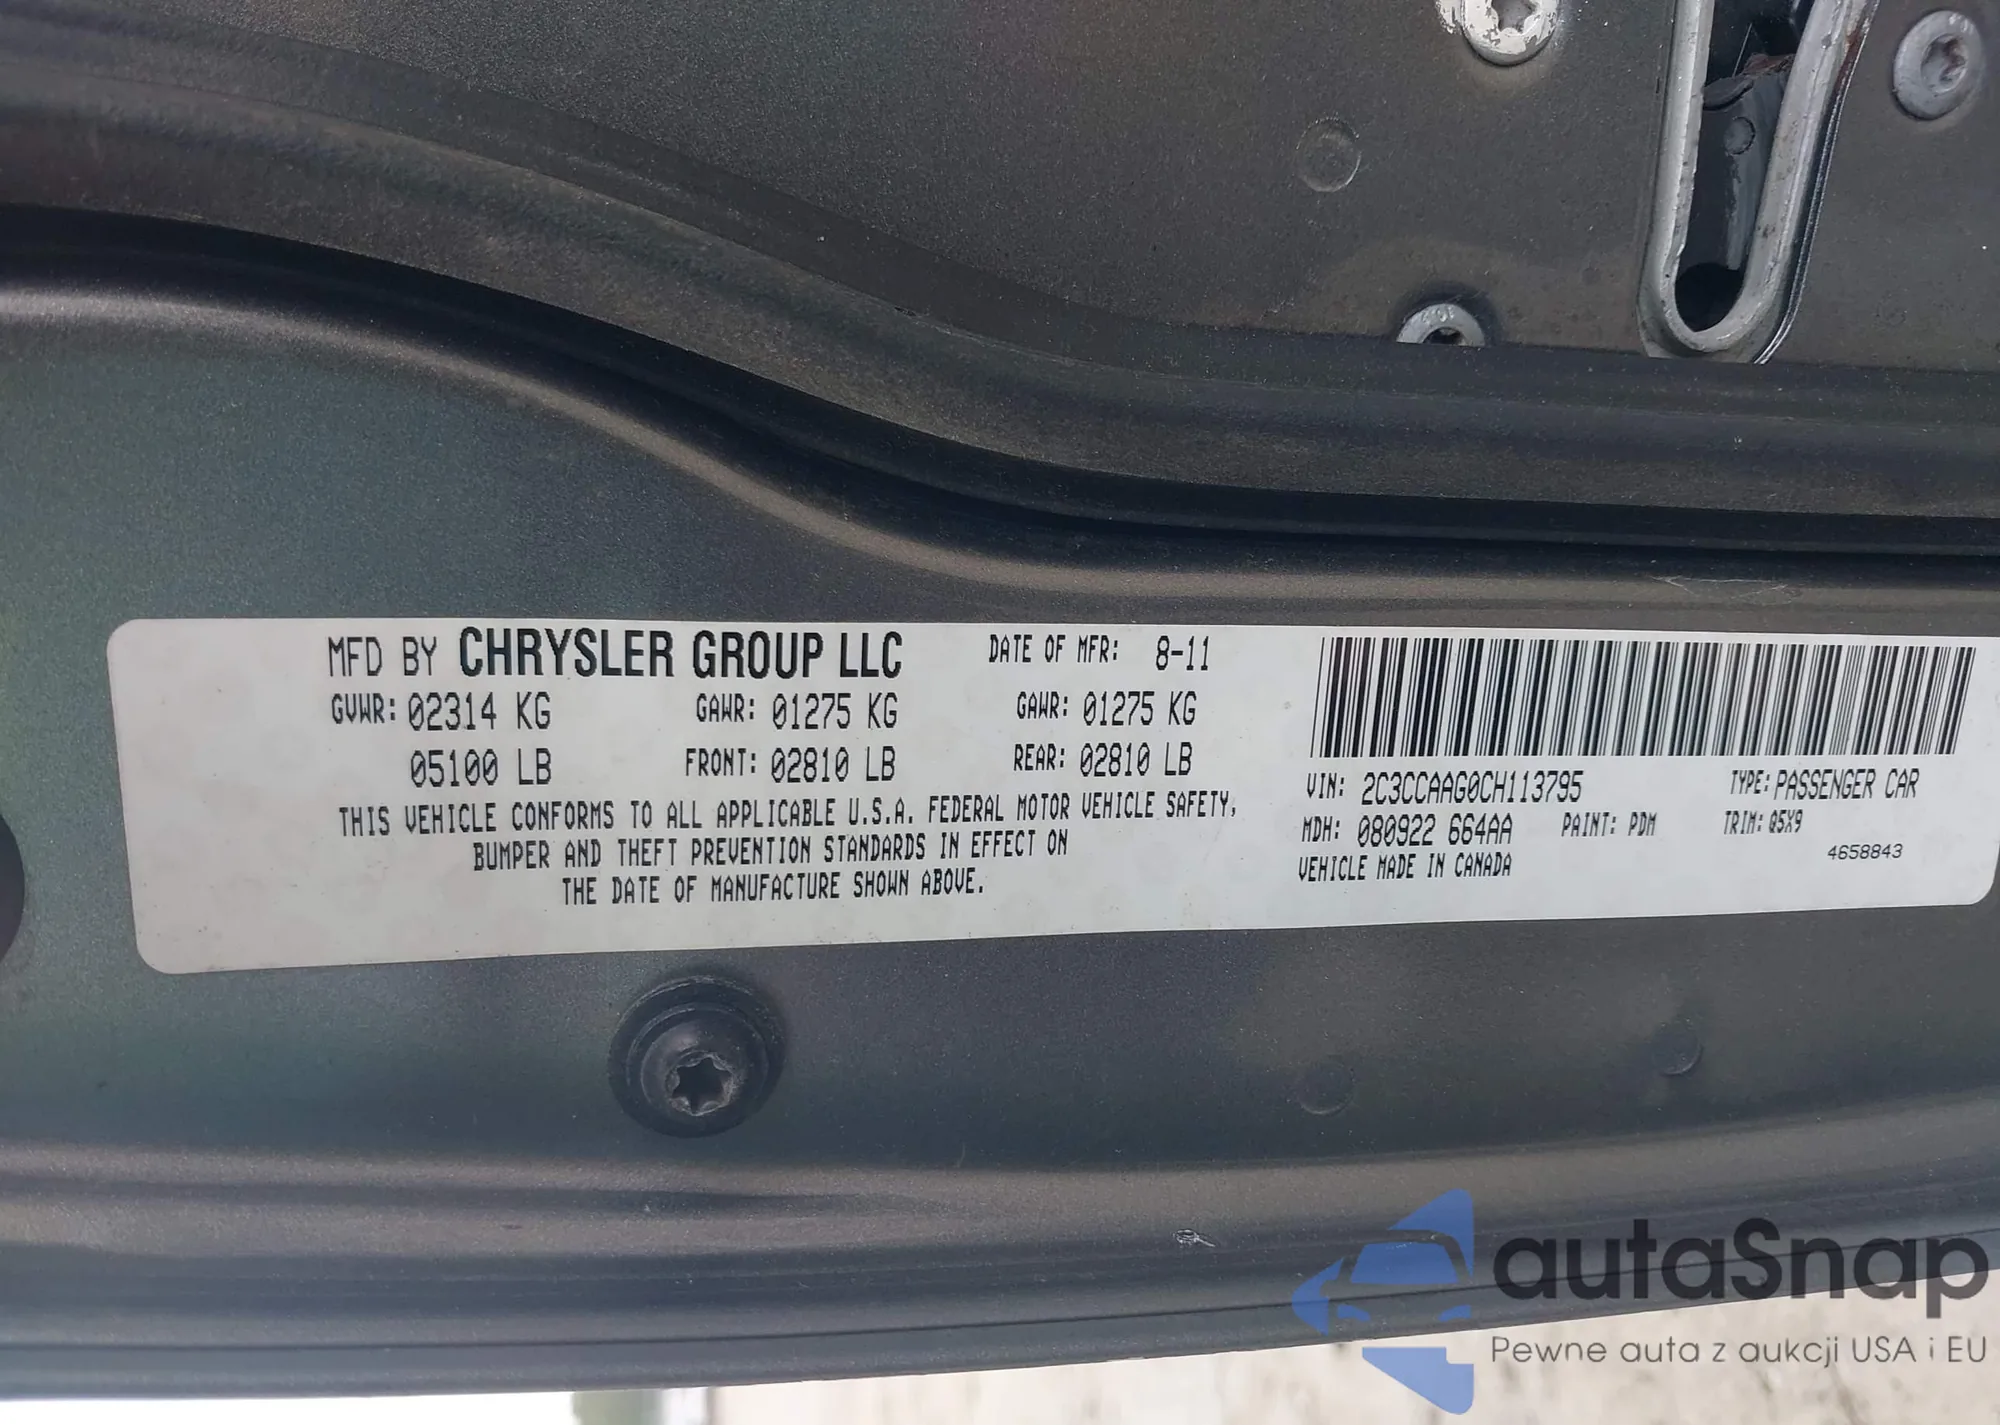 MFD BY CHRYSLER GROUP LLC DATE OF MFR: 8-11
GVWR: 02314 KG GAWR: 01275 KG GAWR: 01275 KG
05100 LB FRONT: 02810 LB REAR: 02810 LB
THIS VEHICLE CONFORMS TO ALL APPLICABLE U.S.A. FEDERAL MOTOR VEHICLE SAFETY,
BUMPER AND THEFT PREVENTION STANDARDS IN EFFECT ON
THE DATE OF MANUFACTURE SHOWN ABOVE.
VIN: 2C3CCAAG0CH113795 TYPE: PASSENGER CAR
MDH: 080922 664AA PAINT: PDM TRIM: Q5X9
VEHICLE MADE IN CANADA 4658843
autaSnap
Pewne auta z aukcji USA i EU